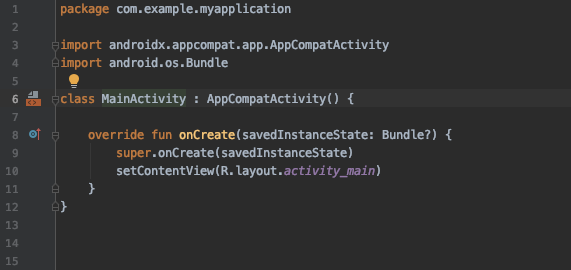 1 package com.example.myapplication
2
3 import androidx.appcompat.app.AppCompatActivity
4 import android.os.Bundle
5
6 class MainActivity : AppCompatActivity() {
7
8 override fun onCreate(savedInstanceState: Bundle?) {
9 super.onCreate(savedInstanceState)
10 setContentView(R.layout.activity_main)
11 }
12 }
13
14
15